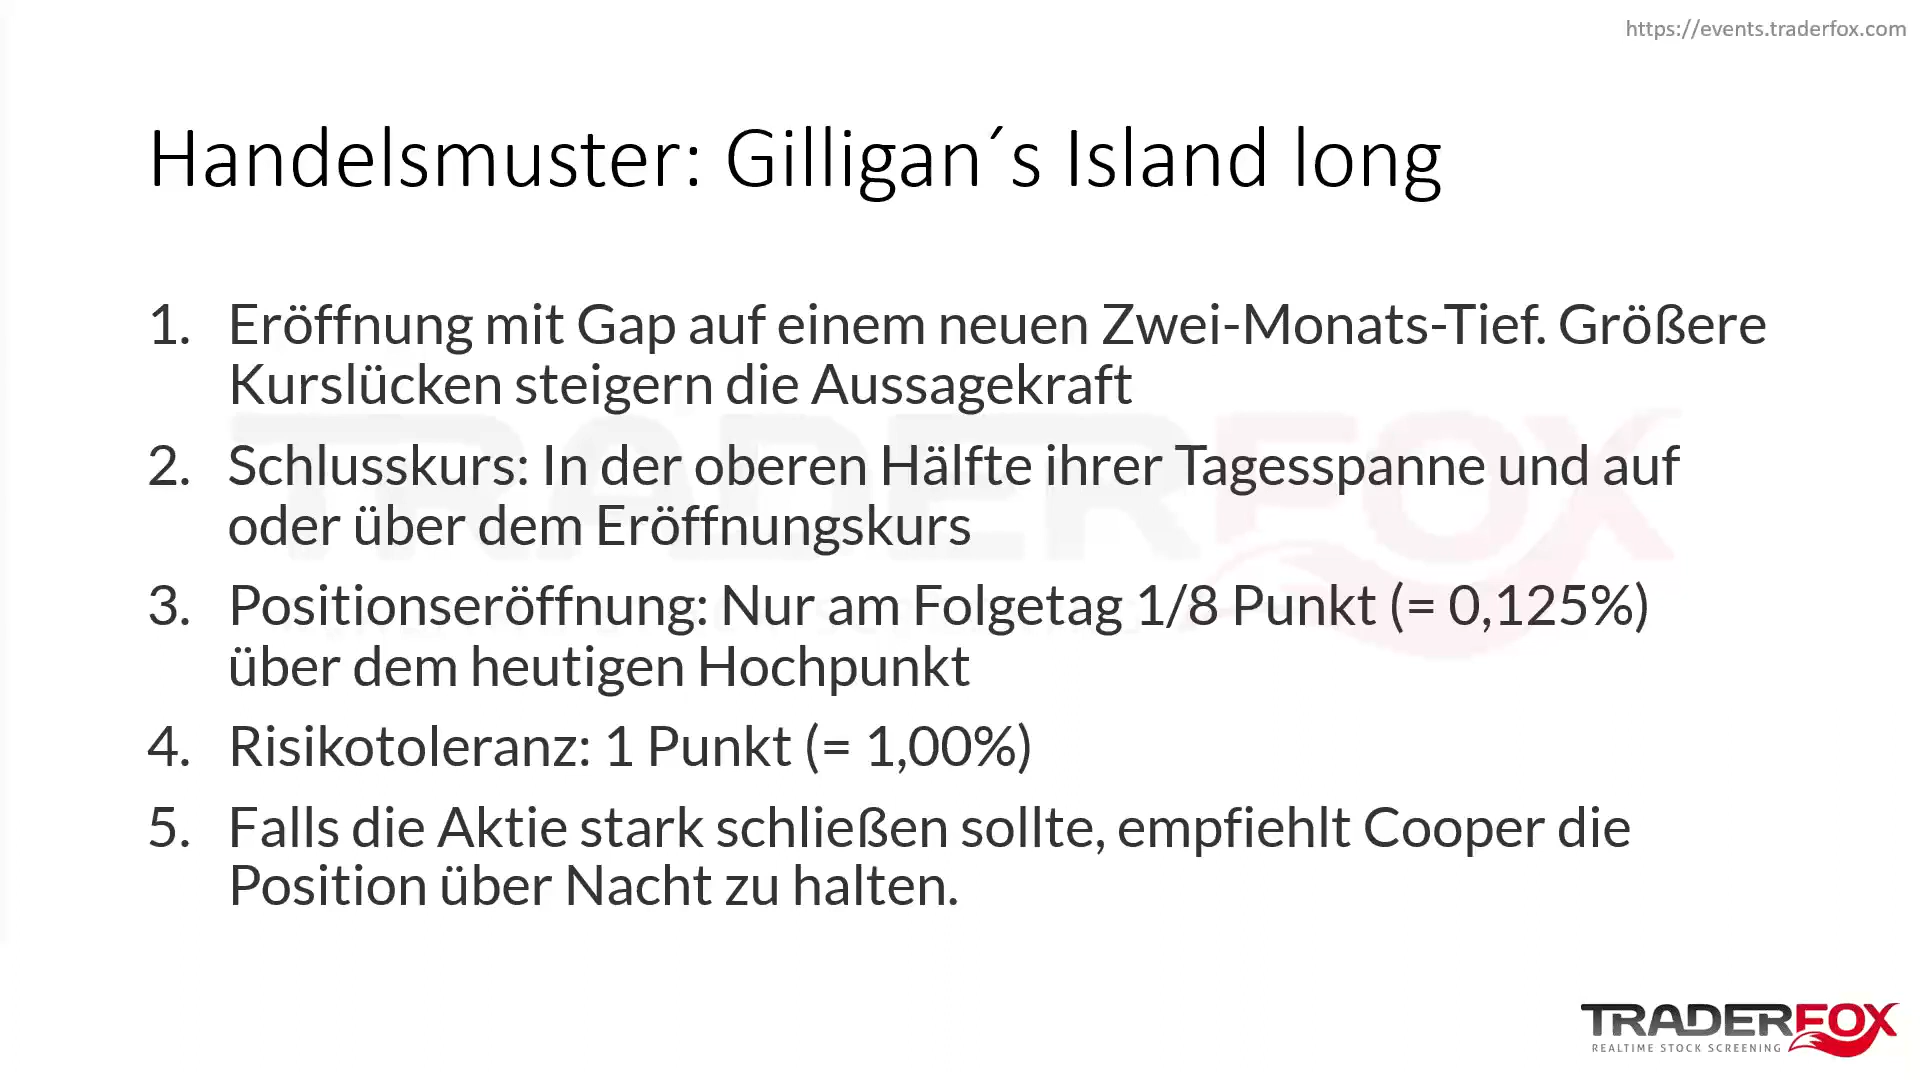 https://events.traderfox.com
Handelsmuster: Gilligan´s Island long
1. Eröffnung mit Gap auf einem neuen Zwei-Monats-Tief. Größere
Kurslücken steigern die Aussagekraft
2. Schlusskurs: In der oberen Hälfte ihrer Tagesspanne und auf
oder über dem Eröffnungskurs
3. Positionseröffnung: Nur am Folgetag 1/8 Punkt (= 0,125%)
über dem heutigen Hochpunkt
4. Risikotoleranz: 1 Punkt (= 1,00%)
5. Falls die Aktie stark schließen sollte, empfiehlt Cooper die
Position über Nacht zu halten.
TRADERFOX
TRADERFOX
REALTIME STOCK SCREENING